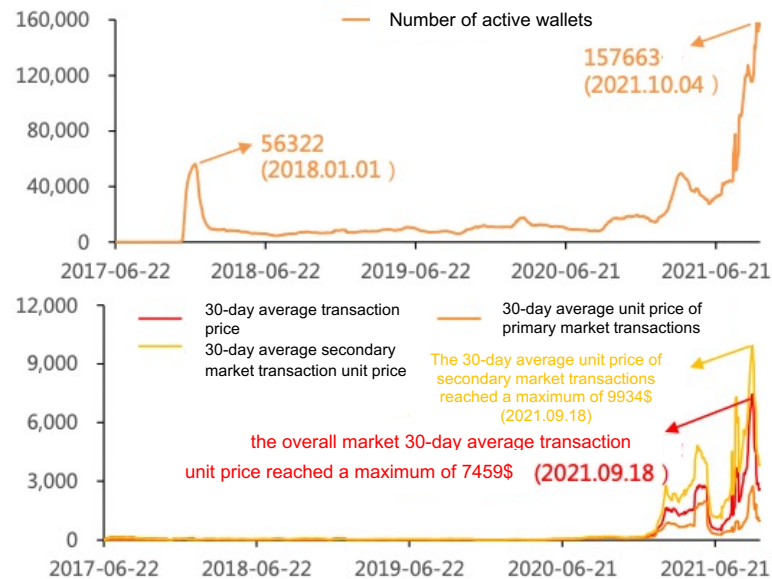 160,000
Number of active wallets
120,000
157663
(2021.10.04 )
80,000
56322
(2018.01.01 )
40,000
0
2017-06-22 2018-06-22 2019-06-22 2020-06-21 2021-06-21
12,000
30-day average transaction
price
30-day average unit price of
primary market transactions
30-day average secondary
market transaction unit price
9,000
The 30-day average unit price of
secondary market transactions
reached a maximum of 9934$
(2021.09.18)
6,000
the overall market 30-day average transaction
unit price reached a maximum of 7459$ (2021.09.18 )
3,000
0
2017-06-22 2018-06-22 2019-06-22 2020-06-21 2021-06-21